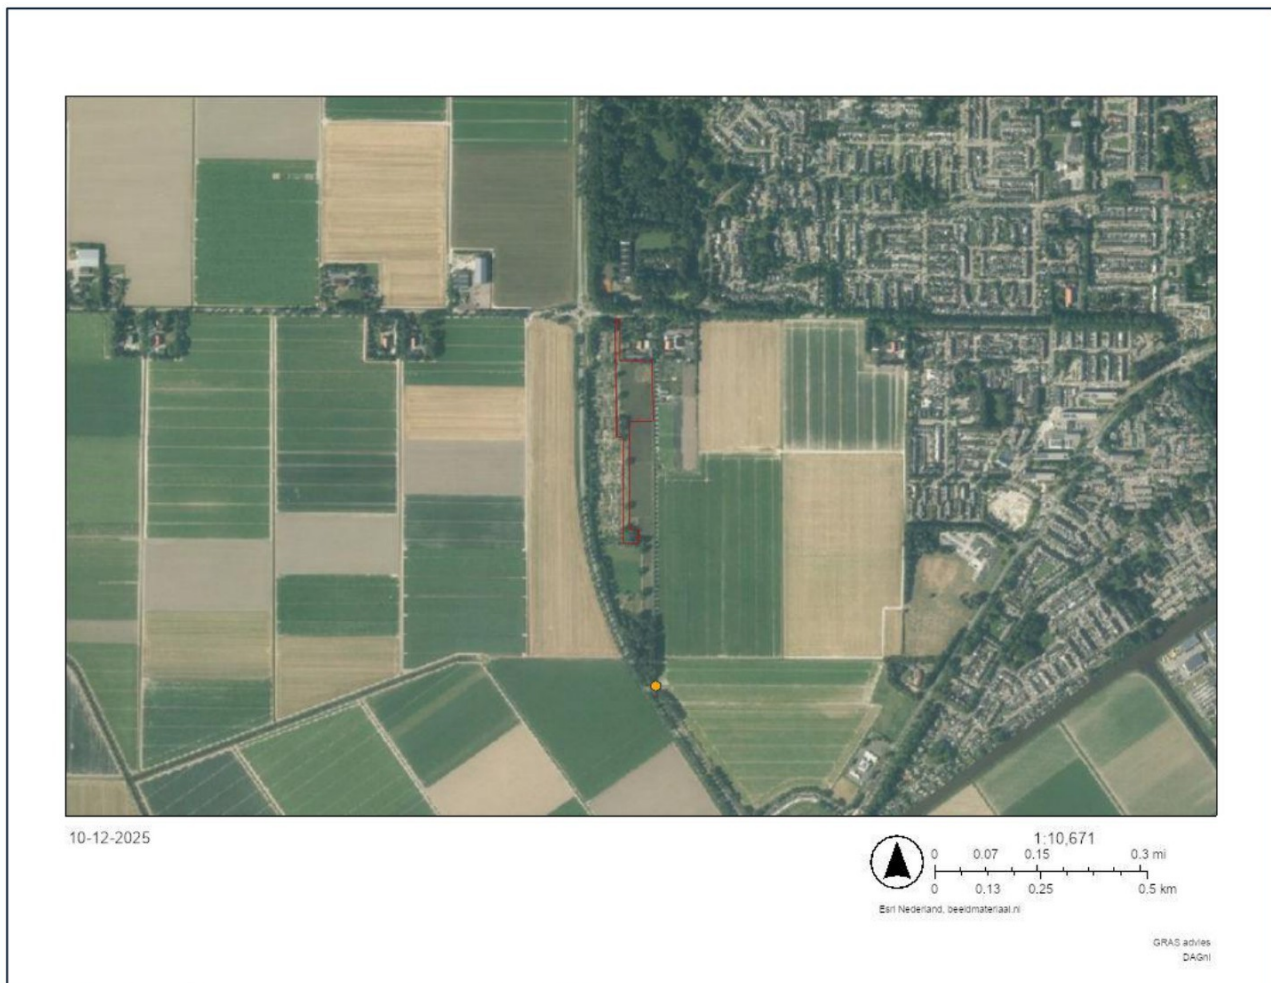 10-12-2025
1:10,671
0 0.07 0.15 0.3 mi
0 0.13 0.25 0.5 km
Esri Nederland, beeldmateriaal.nl
GRAS advies
DAGnl